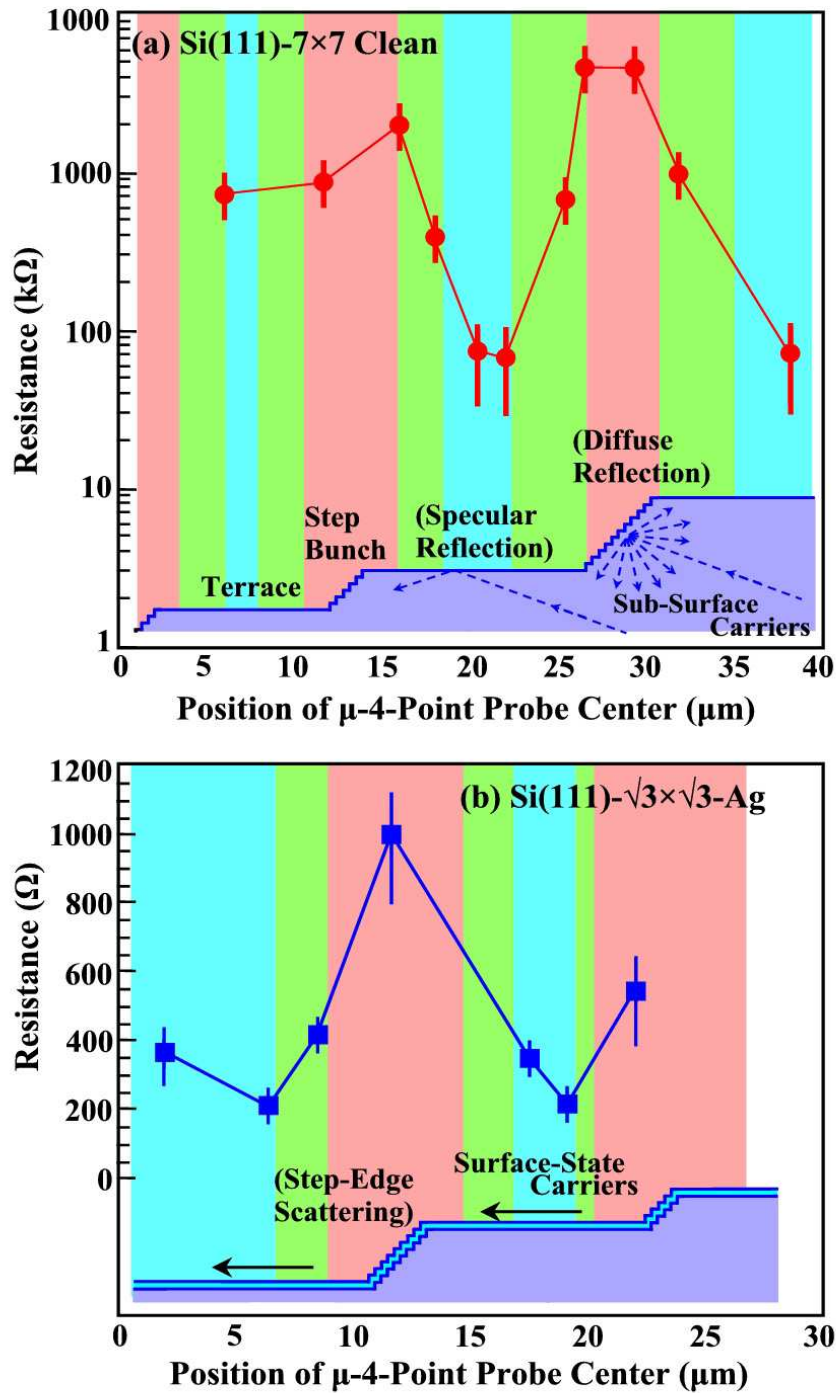 1000
(a) Si(111)-7×7 Clean
1000
100
10
1
Resistance (kΩ)
(Diffuse
Reflection)
Step
Bunch
(Specular
Reflection)
Terrace
Sub-Surface
Carriers
0 5 10 15 20 25 30 35 40
Position of μ-4-Point Probe Center (μm)
1200
(b) Si(111)-√3×√3-Ag
1000
800
600
400
200
0
Resistance (Ω)
Surface-State
Carriers
(Step-Edge
Scattering)
0 5 10 15 20 25 30
Position of μ-4-Point Probe Center (μm)